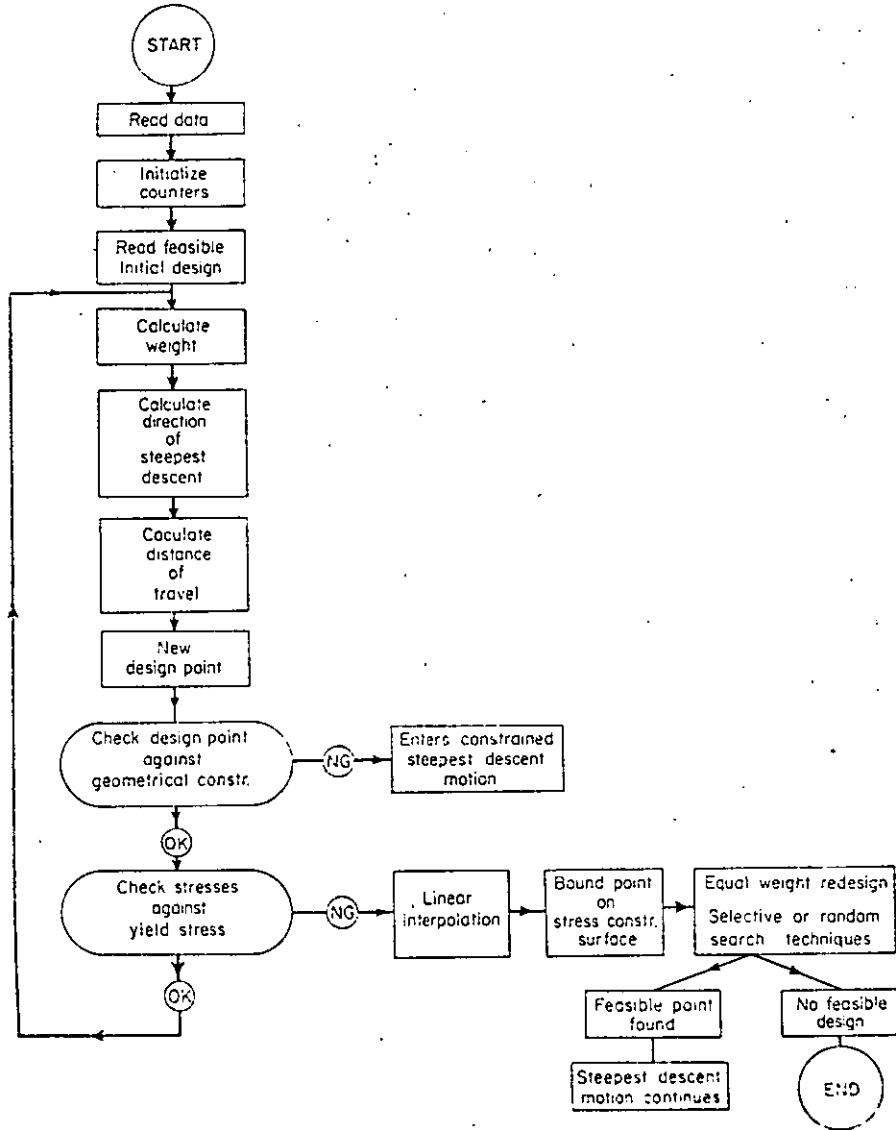 START
Read data
Initialize
counters
Read feasible
Initial design
Calculate
weight
Calculate
direction
of
steepest
descent
Caculate
distance
of
travel
New
design point
Check design point
against
geometrical constr.
NG
Enters constrained
steepest descent
motion
OK
Check stresses
against
yield stress
NG
Linear
interpolation
Bound point
on
stress constr.
surface
Equal weight redesign
Selective or random
search techniques
OK
Feasible point
found
No feasible
design
Steepest descent
motion continues
END